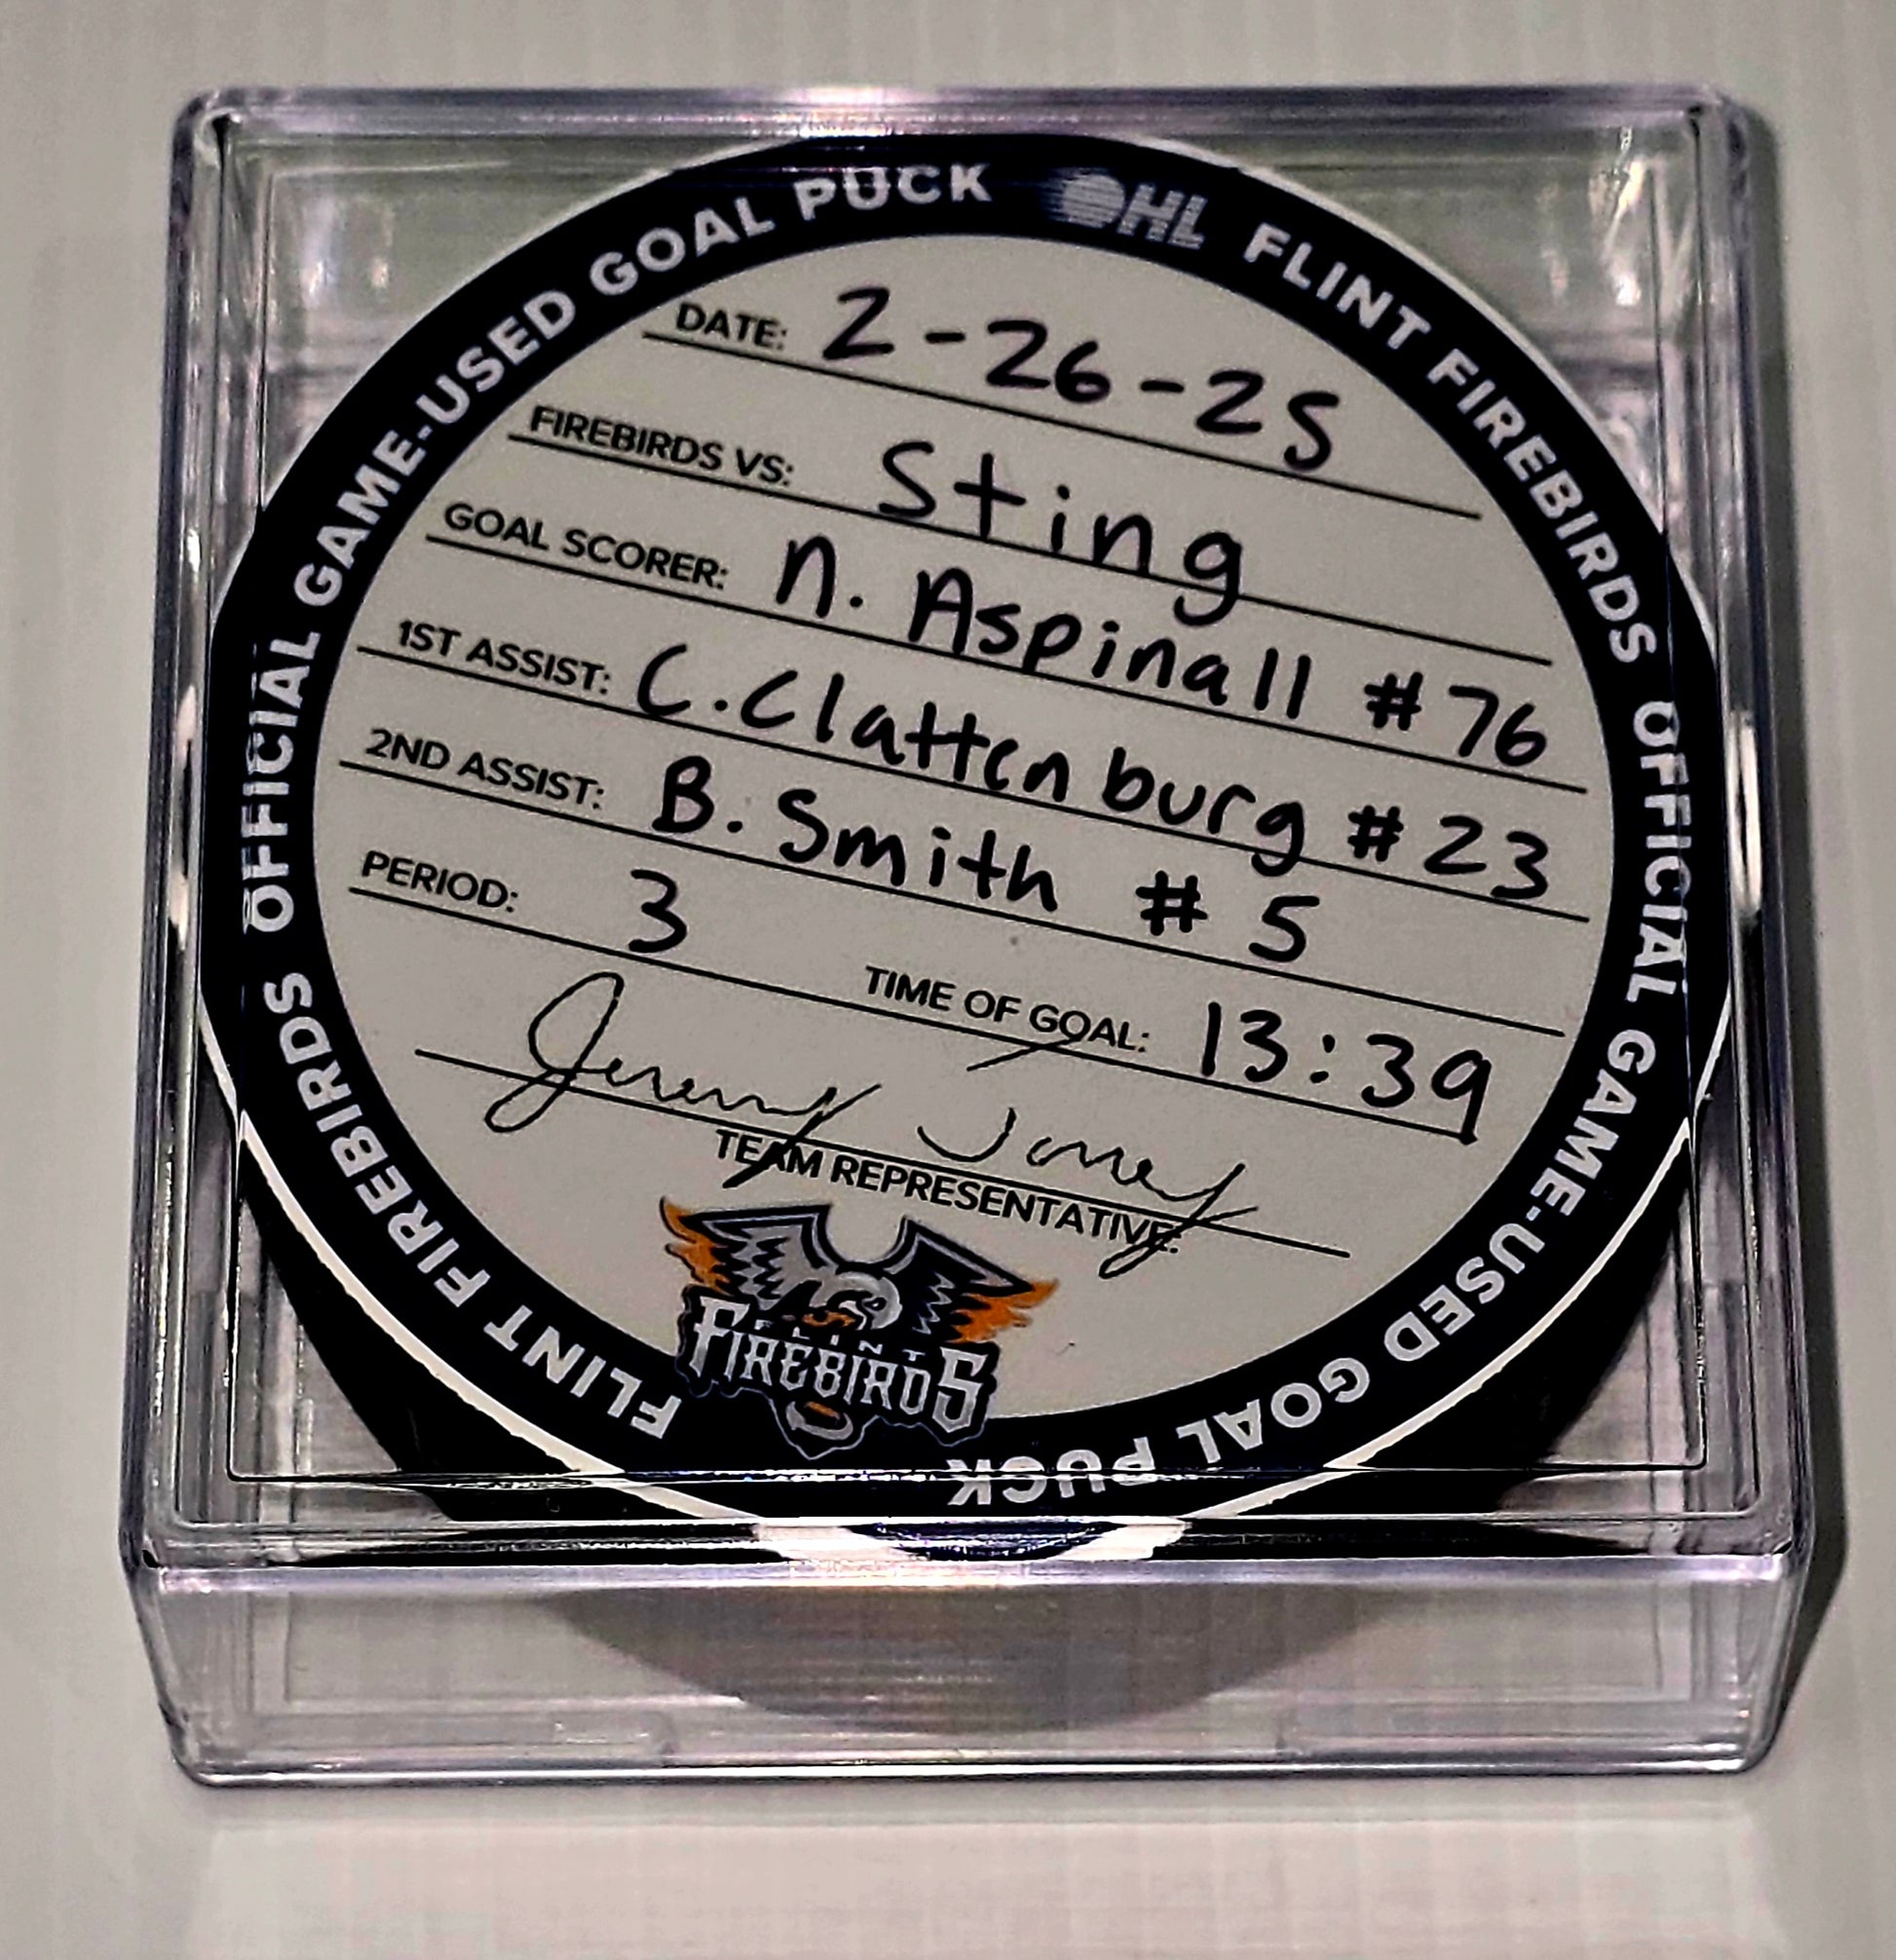 OFFICIAL GAME-USED GOAL PUCK
OHL FLINT FIREBIRDS
DATE: 2-26-25
FIREBIRDS VS: Sting
GOAL SCORER: N. Aspinall #76
1ST ASSIST: C. Clattenburg #23
2ND ASSIST: B. Smith #5
PERIOD: 3 TIME OF GOAL: 13:39
TEAM REPRESENTATIVE:
FLINT
FIREBIRDS
OFFICIAL GAME-USED GOAL PUCK
FLINT FIREBIRDS